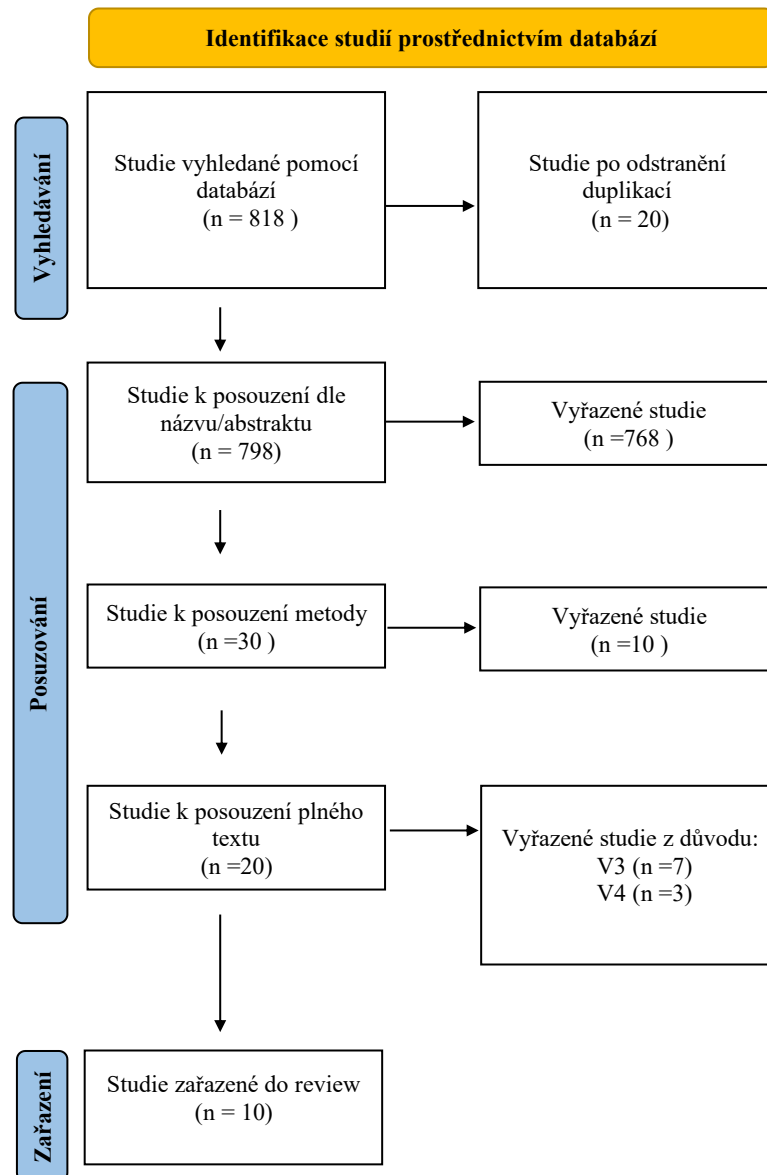 Identifikace studií prostřednictvím databází
Vyhledávání
Studie vyhledané pomocí
databází
(n = 818 )
Studie po odstranění
duplikací
(n = 20)
Posuzování
Studie k posouzení dle
názvu/abstraktu
(n = 798)
Vyřazené studie
(n =768 )
Studie k posouzení metody
(n =30 )
Vyřazené studie
(n =10 )
Studie k posouzení plného
textu
(n =20)
Vyřazené studie z důvodu:
V3 (n =7)
V4 (n =3)
Zařazení
Studie zařazené do review
(n = 10)